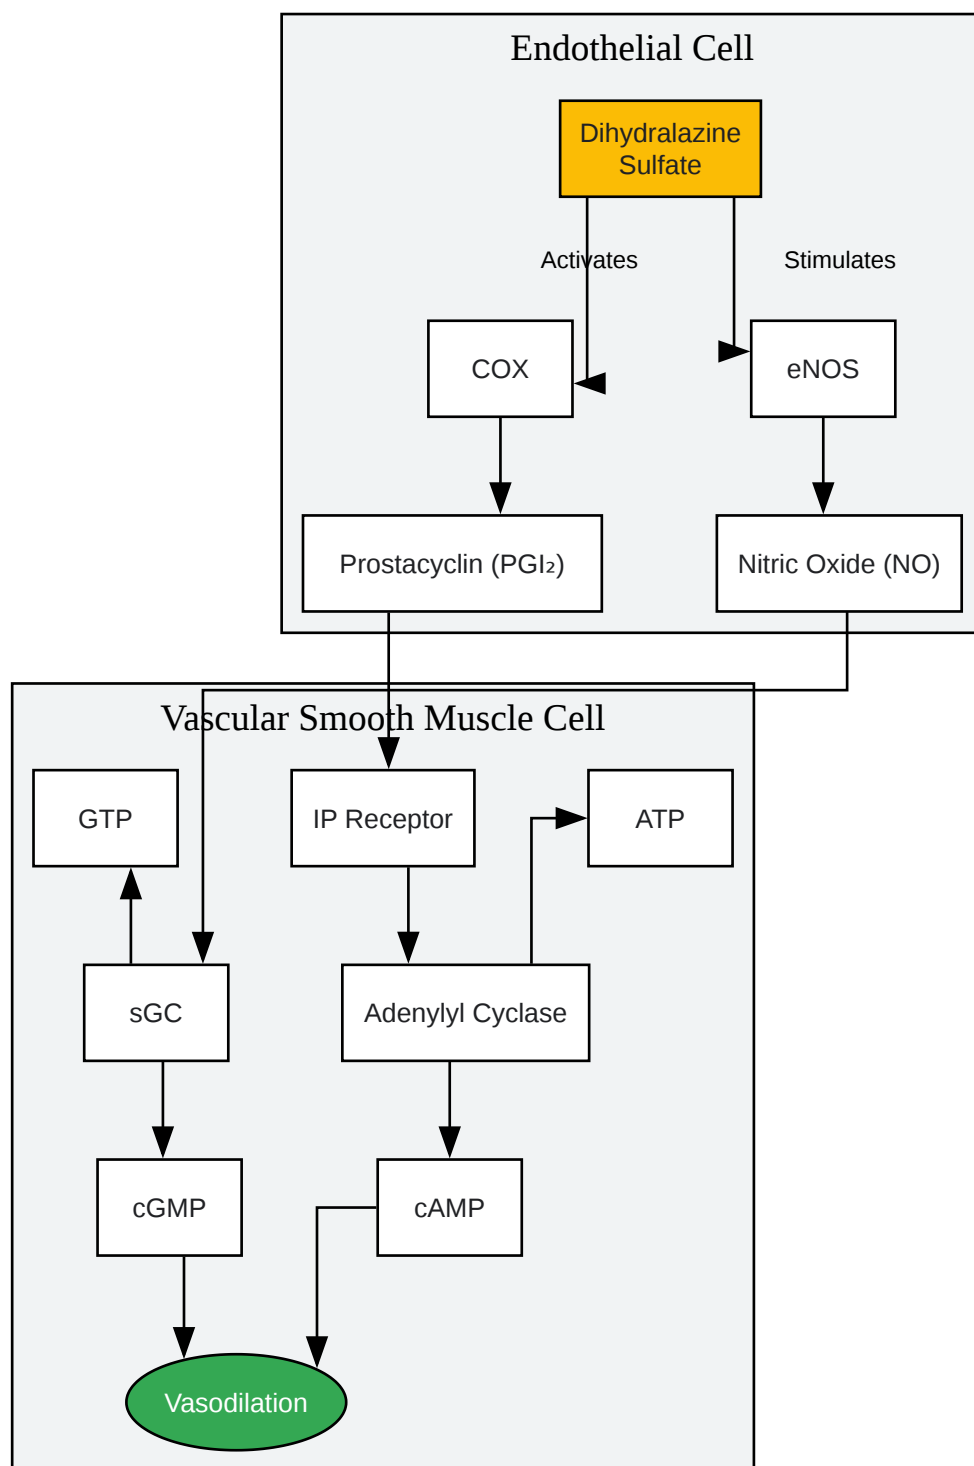 Endothelial Cell
Dihydralazine
Sulfate
Activates
Stimulates
COX
eNOS
Prostacyclin (PGI₂)
Nitric Oxide (NO)
Vascular Smooth Muscle Cell
GTP
IP Receptor
ATP
sGC
Adenylyl Cyclase
cGMP
cAMP
Vasodilation